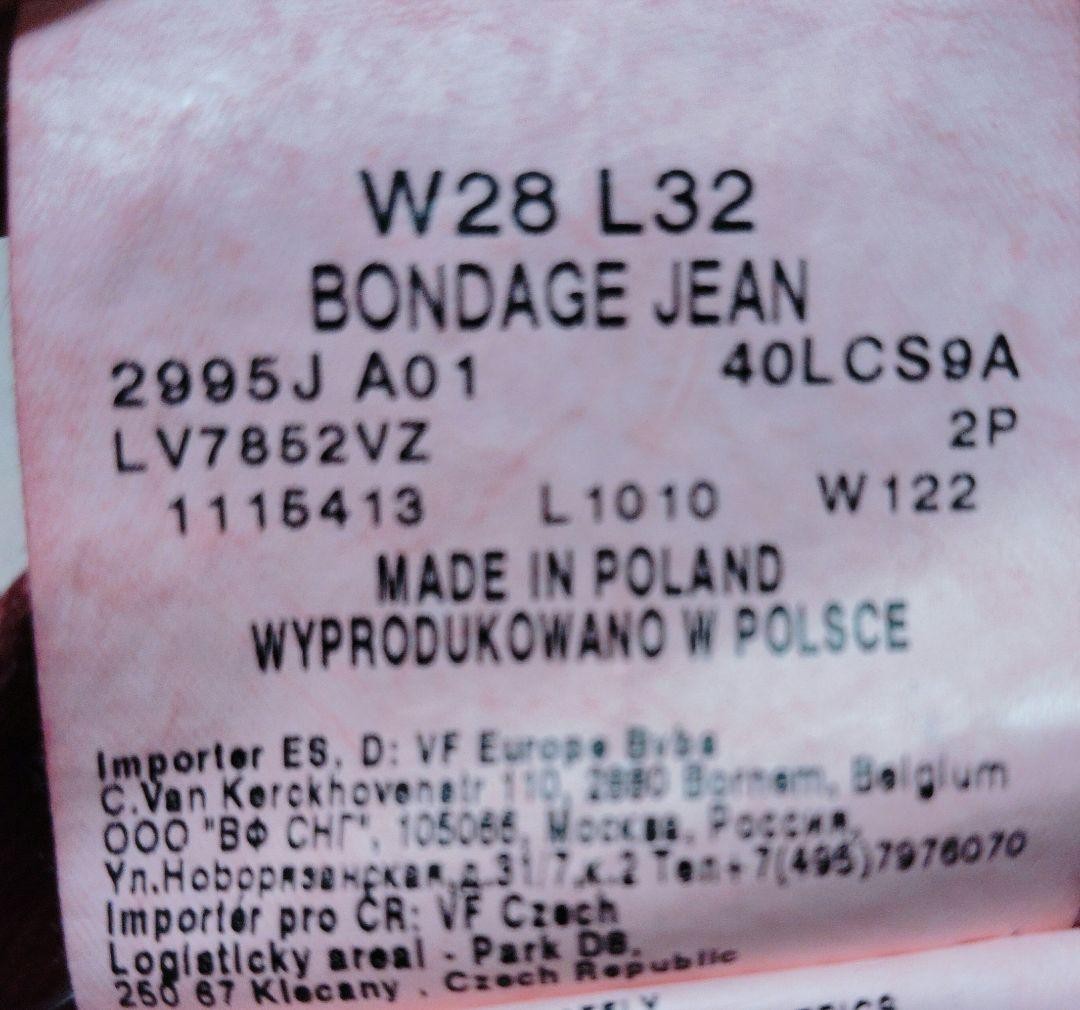 W28 L32
BONDAGE JEAN
2995J A01 40LCS9A
LV7852VZ 2P
1115413 L1010 W122
MADE IN POLAND
WYPRODUKOWANO W POLSCE
Importer ES, D: VF Europe Bvba
C.Van Kerckhovenstr 110, 2880 Bornem, Belgium
ООО "ВФ СНГ", 105066, Москва, Россия,
Ул.Новорязанская,д.31/7,к.2 Тел+7(495)7976070
Importér pro ČR: VF Czech
Logisticky areal - Park D8,
250 67 Klecany . Czech Republic